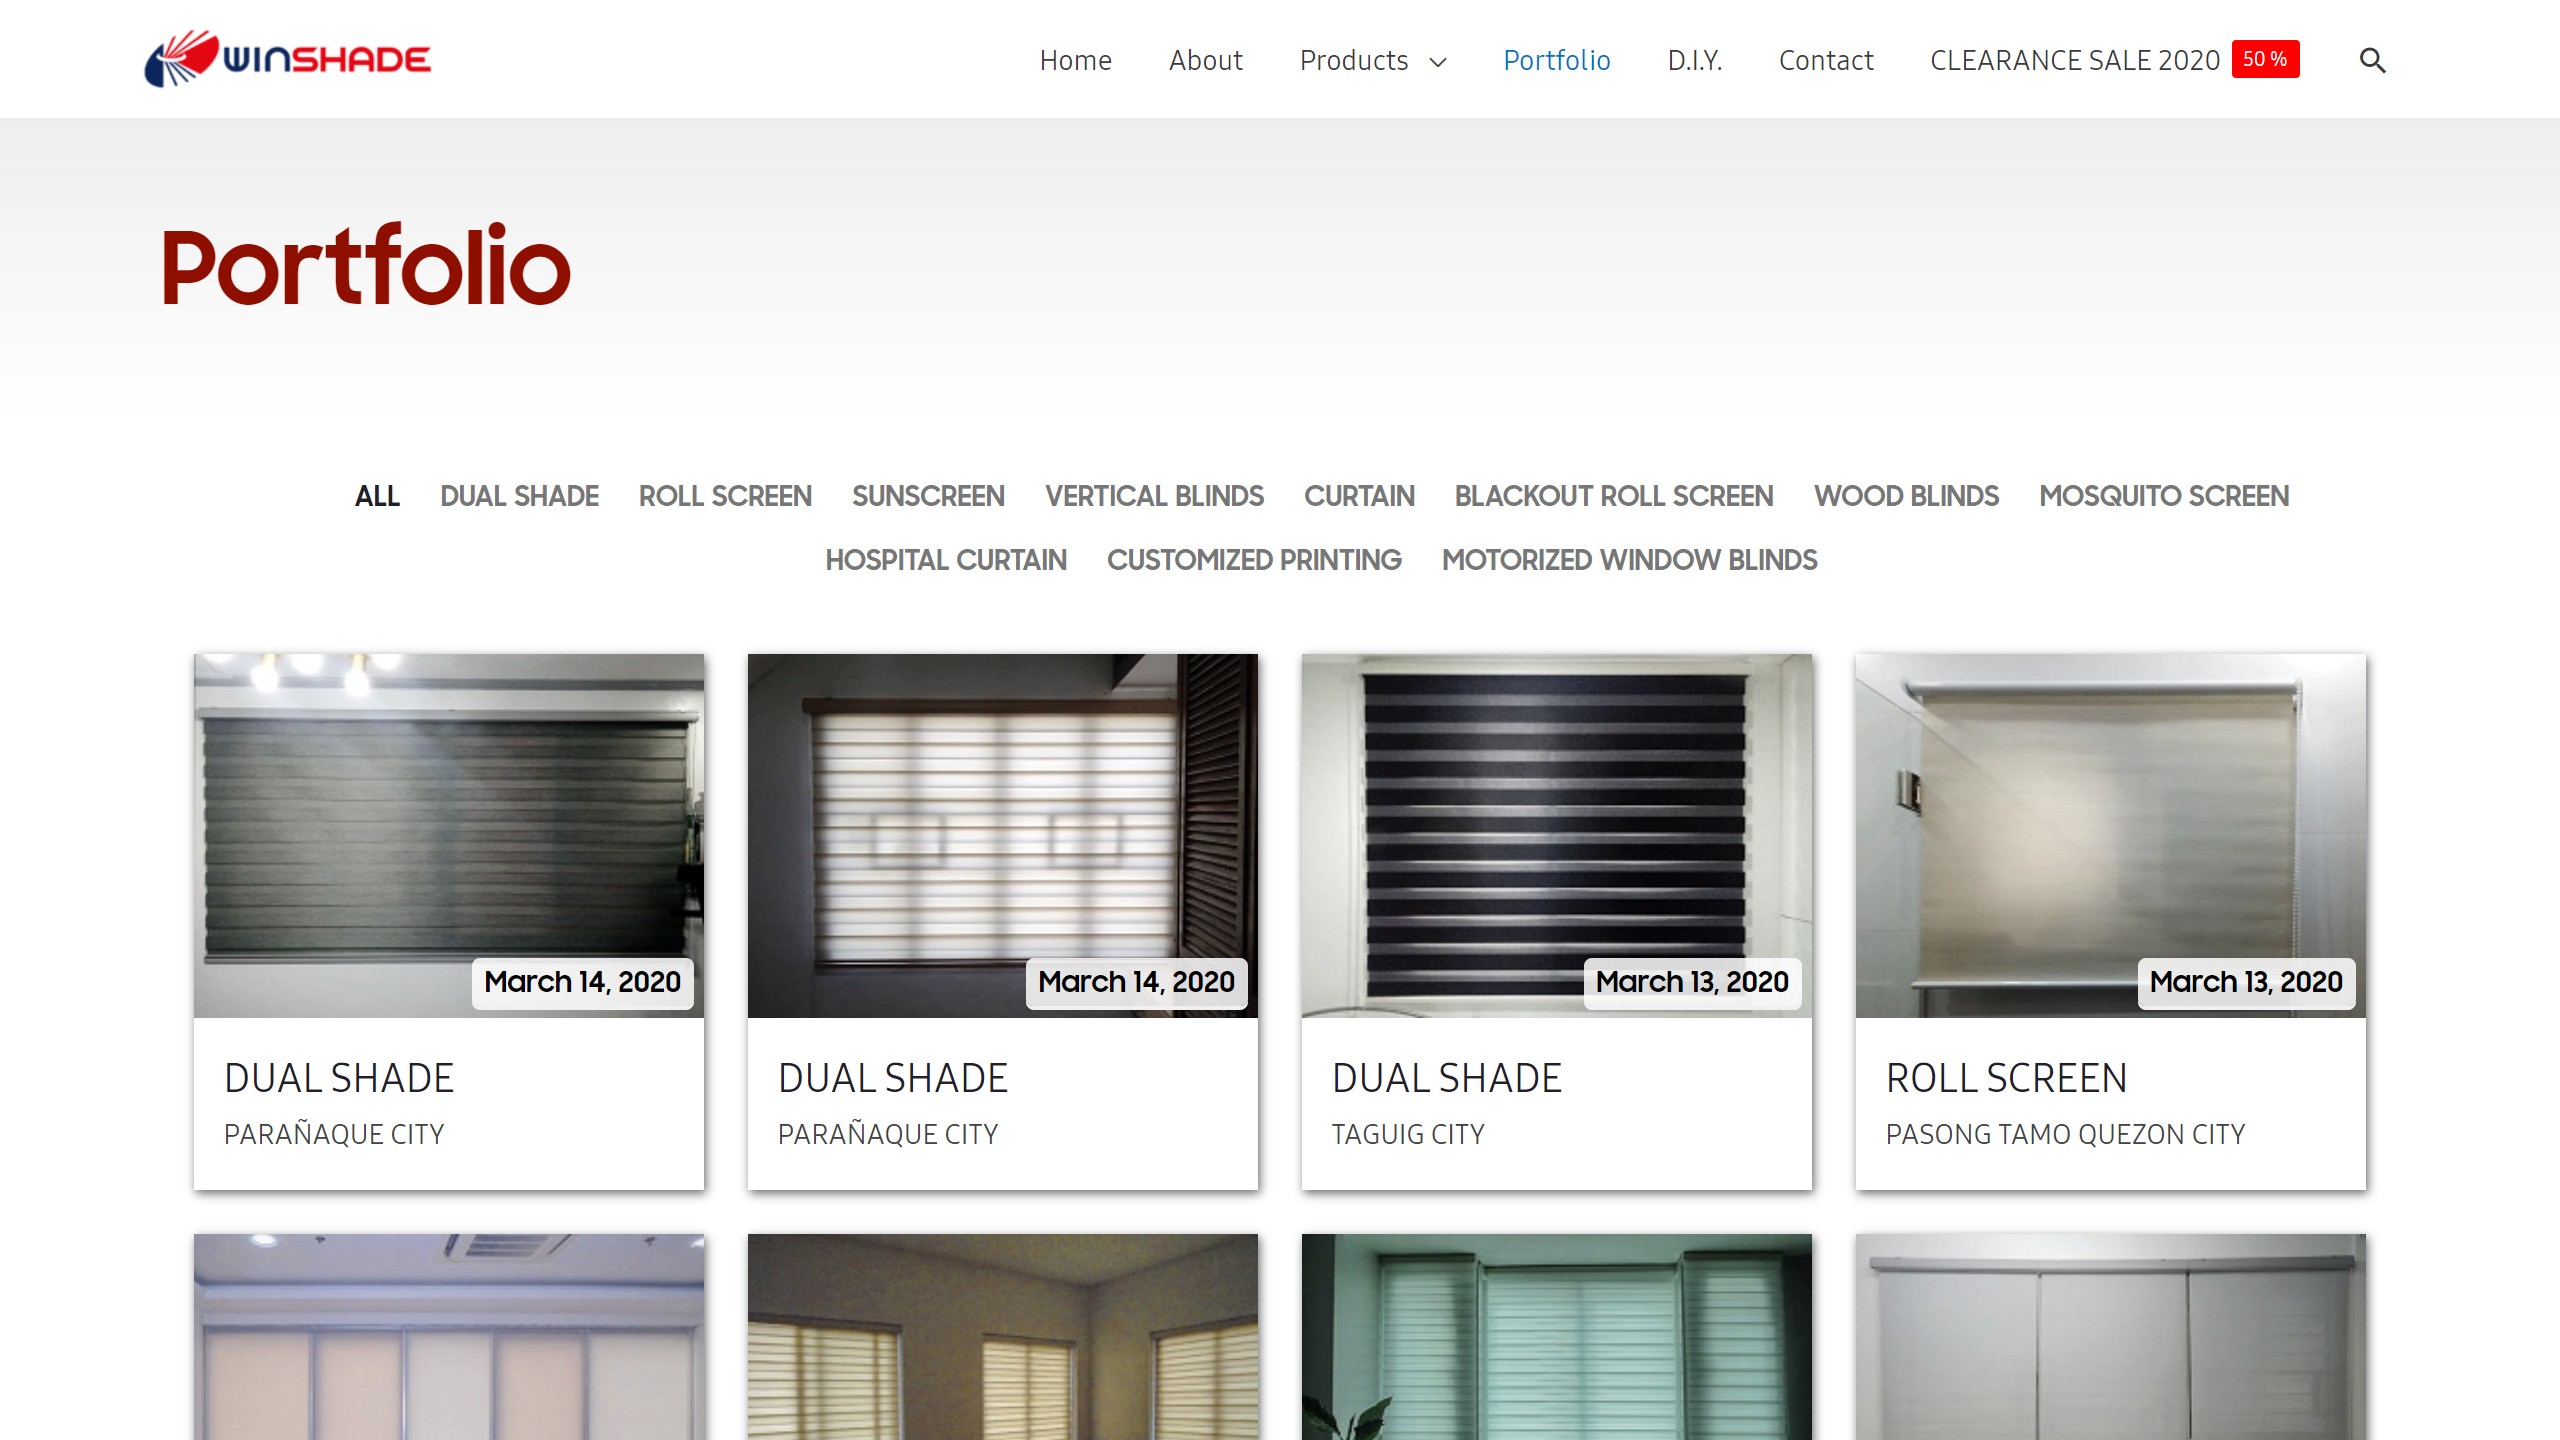 WINSHADE
Home About Products Portfolio D.I.Y. Contact CLEARANCE SALE 2020 50 %
Portfolio
ALL DUAL SHADE ROLL SCREEN SUNSCREEN VERTICAL BLINDS CURTAIN BLACKOUT ROLL SCREEN WOOD BLINDS MOSQUITO SCREEN
HOSPITAL CURTAIN CUSTOMIZED PRINTING MOTORIZED WINDOW BLINDS
March 14, 2020
DUAL SHADE
PARAÑAQUE CITY
March 14, 2020
DUAL SHADE
PARAÑAQUE CITY
March 13, 2020
DUAL SHADE
TAGUIG CITY
March 13, 2020
ROLL SCREEN
PASONG TAMO QUEZON CITY